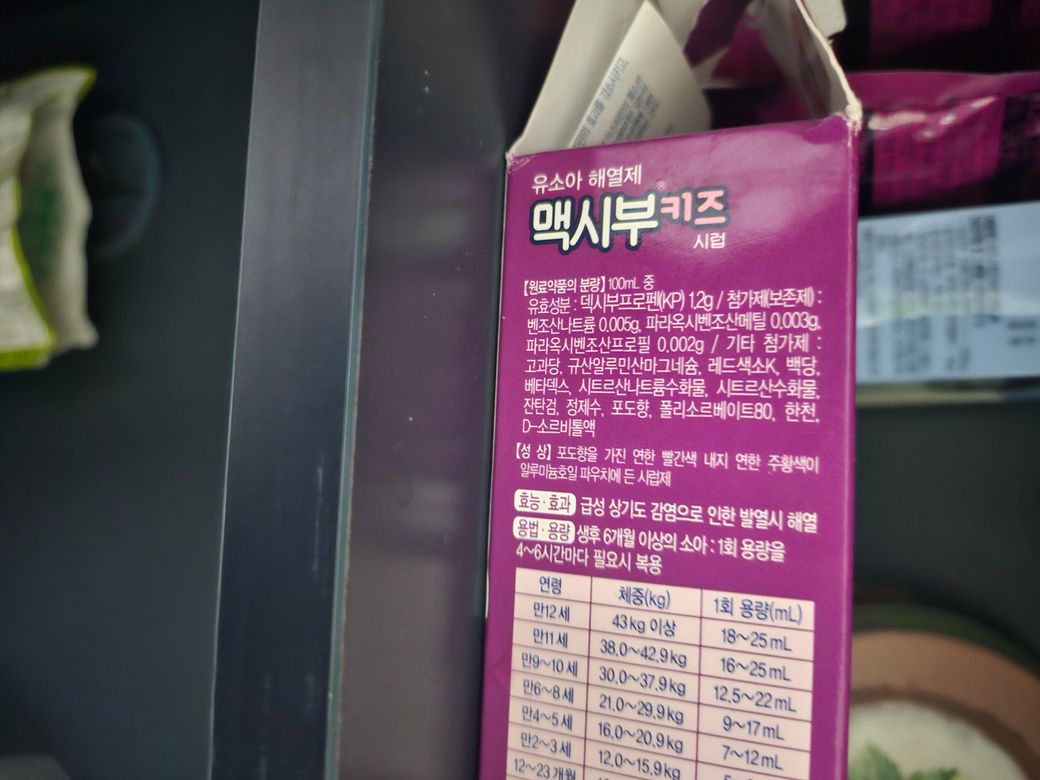 유소아 해열제
맥시부®키즈
시럽
【원료약품의 분량】 100mL 중
유효성분 : 덱시부프로펜(KP) 1.2g / 첨가제(보존제) :
벤조산나트륨 0.005g, 파라옥시벤조산메틸 0.003g,
파라옥시벤조산프로필 0.002g / 기타 첨가제 :
고과당, 규산알루민산마그네슘, 레드색소K, 백당,
베타덱스, 시트르산나트륨수화물, 시트르산수화물,
잔탄검, 정제수, 포도향, 폴리소르베이트80, 한천,
D-소르비톨액
【성 상】 포도향을 가진 연한 빨간색 내지 연한 주황색이
알루미늄호일 파우치에 든 시럽제
효능·효과 급성 상기도 감염으로 인한 발열시 해열
용법·용량 생후 6개월 이상의 소아 : 1회 용량을
4~6시간마다 필요시 복용
연령 체중(kg) 1회 용량(mL)
만12세 43kg 이상 18~25mL
만11세 38.0~42.9kg 16~25mL
만9~10세 30.0~37.9kg 12.5~22mL
만6~8세 21.0~29.9kg 9~17mL
만4~5세 16.0~20.9kg 7~12mL
만2~3세 12.0~15.9kg
12~23개월